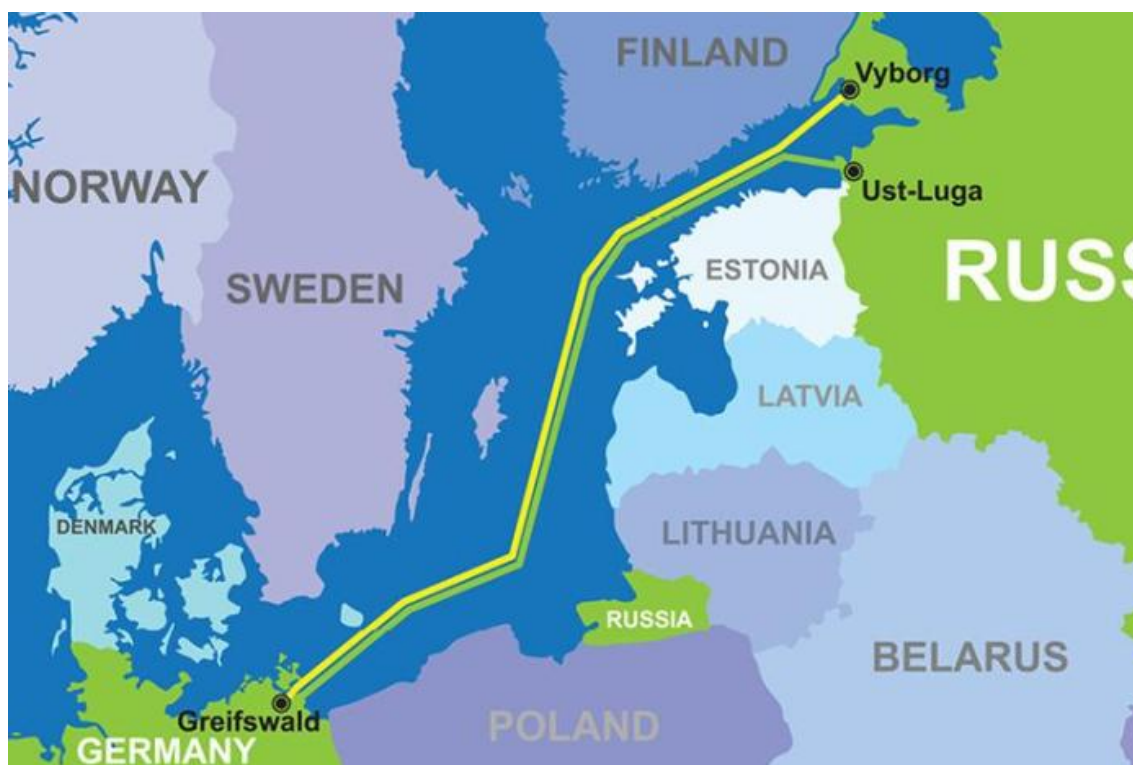 FINLAND
Vyborg
NORWAY
Ust-Luga
RUSS
ESTONIA
SWEDEN
LATVIA
DENMARK
LITHUANIA
RUSSIA
BELARUS
Greifswald
POLAND
GERMANY